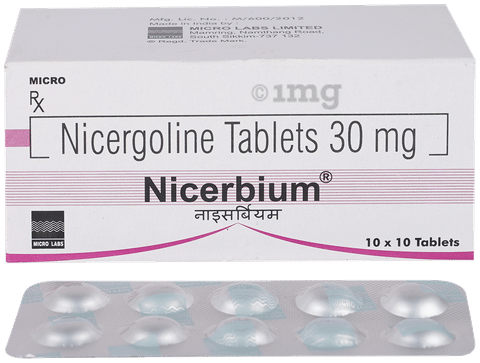 Mfg. Lic. No. : M/600/2012
Made in India by
MICRO LABS LIMITED
Mamring, Namthang Road,
South Sikkim-737 132
® Regd. Trade Mark.
MICRO
Rx
©1mg
Nicergoline Tablets 30 mg
Nicerbium®
नाइसर्बियम
MICRO LABS
10 x 10 Tablets